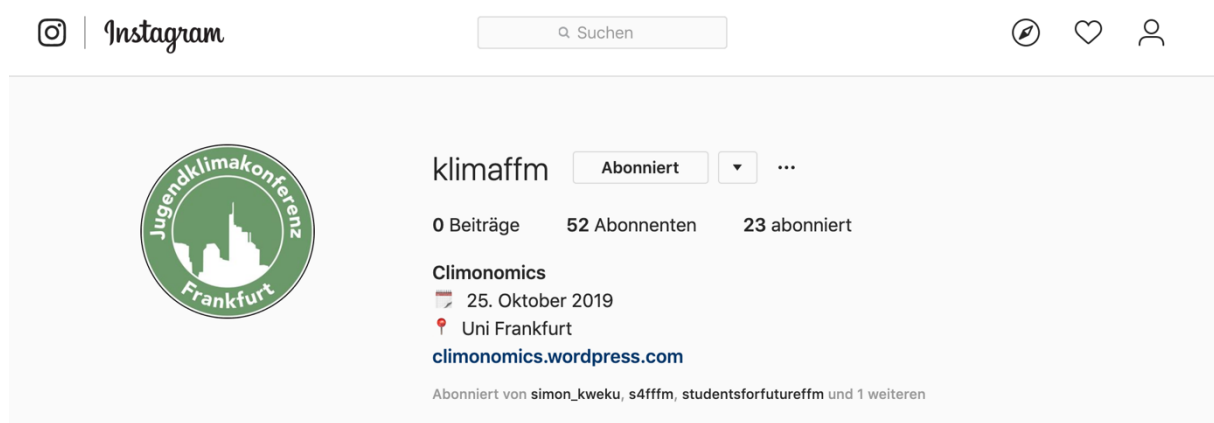 Instagram
Suchen
Jugendklimakonferenz
Frankfurt
klimaffm
Abonniert
0 Beiträge 52 Abonnenten 23 abonniert
Climonomics
25. Oktober 2019
Uni Frankfurt
climonomics.wordpress.com
Abonniert von simon_kweku, s4fffm, studentsforfutureffm und 1 weiteren